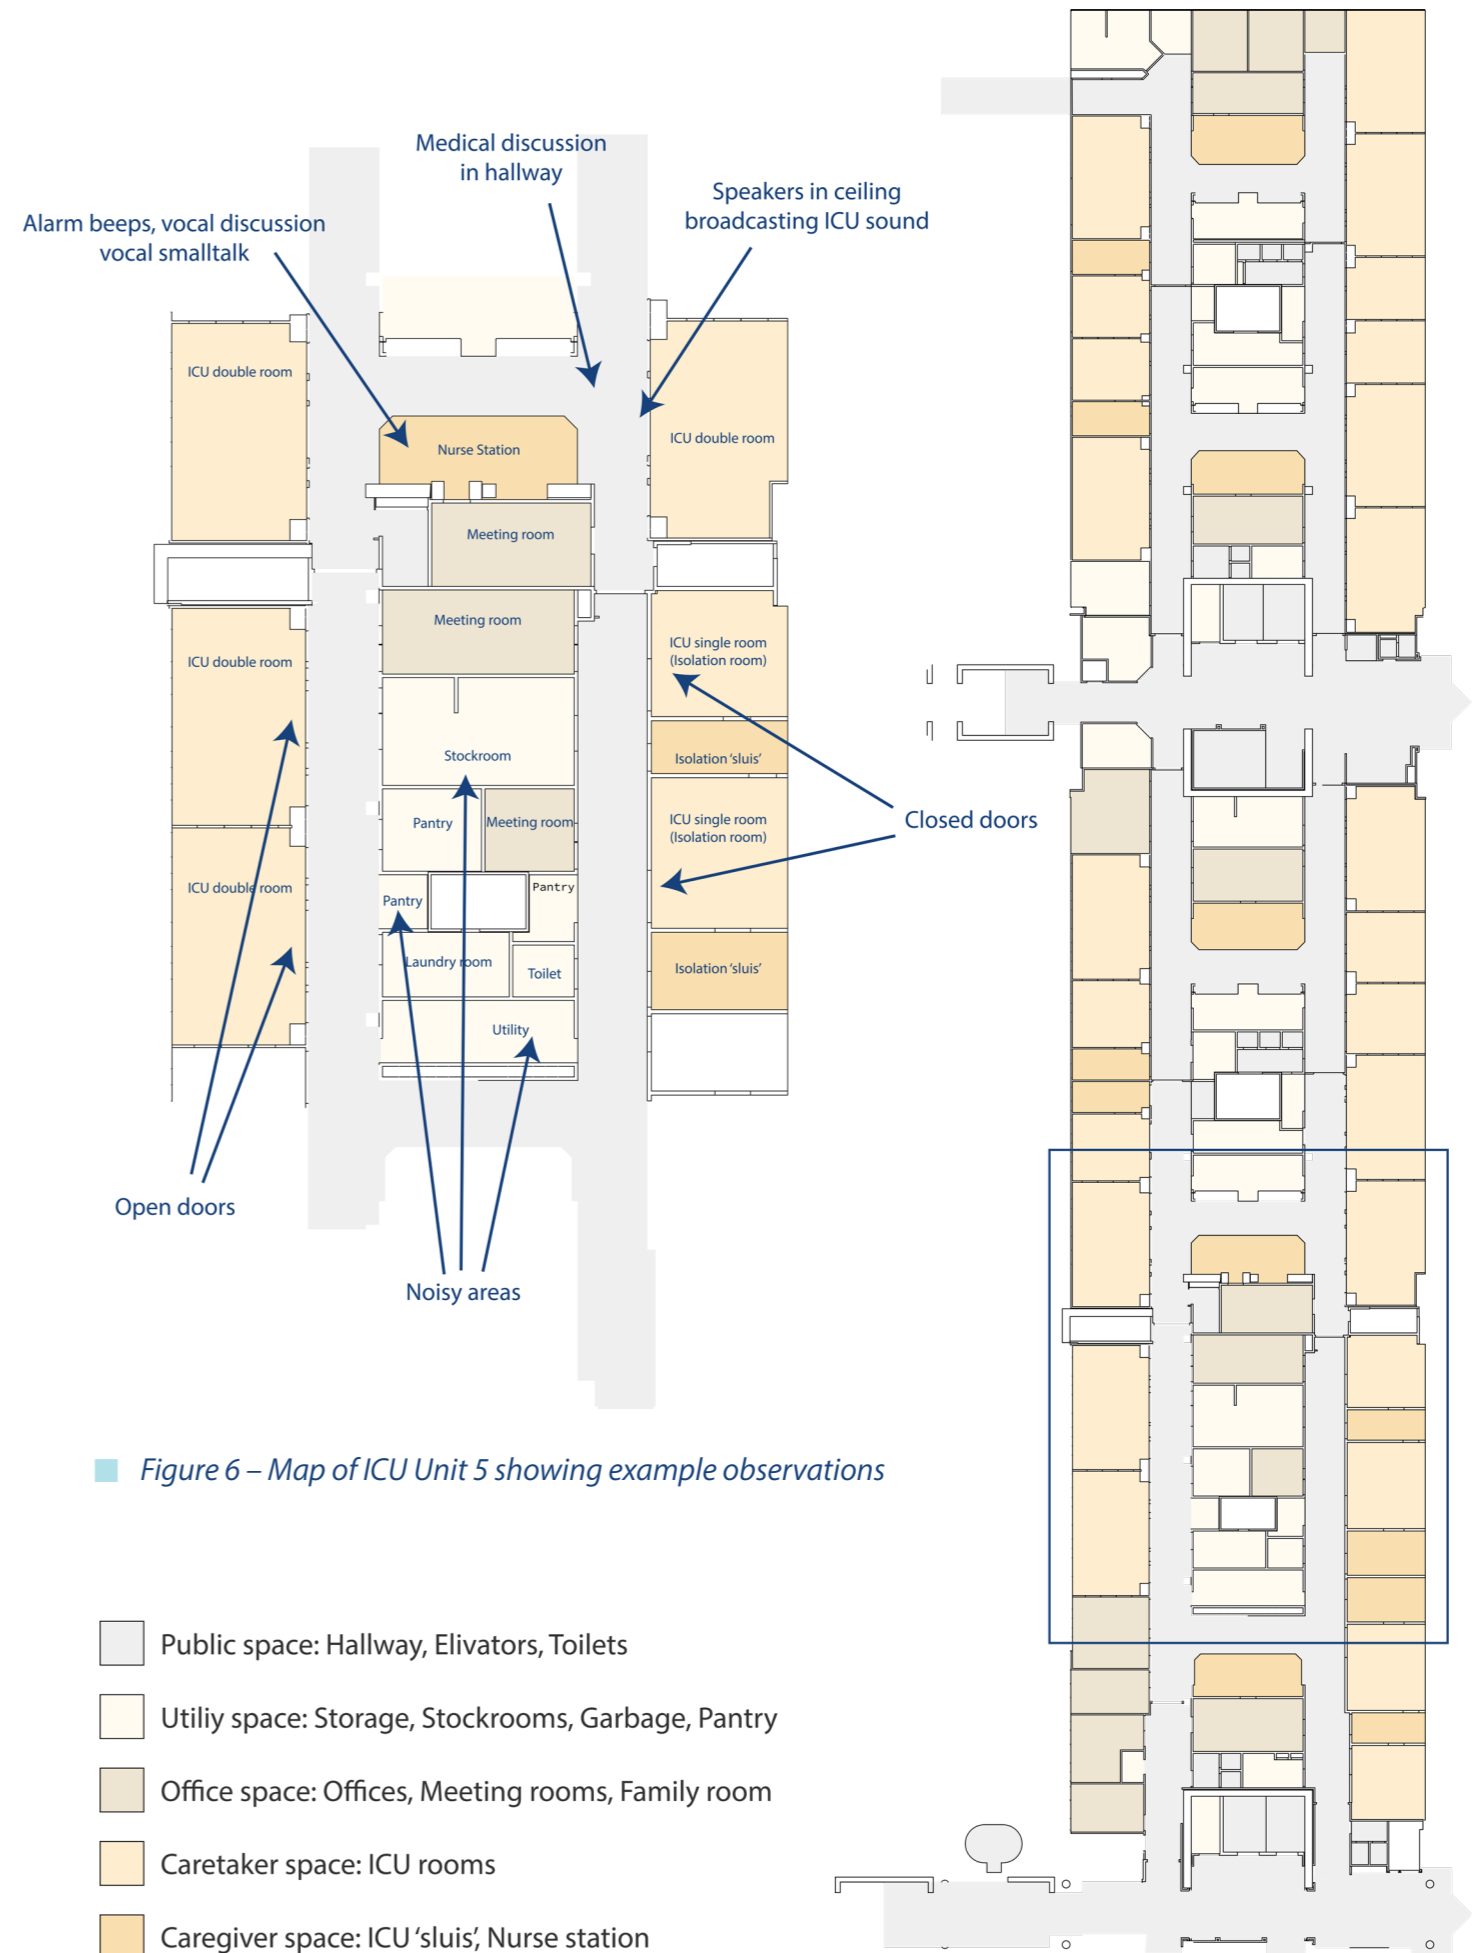 Medical discussion
in hallway
Speakers in ceiling
broadcasting ICU sound
Alarm beeps, vocal discussion
vocal smalltalk
ICU double room
ICU double room
Nurse Station
Meeting room
Meeting room
ICU single room
(Isolation room)
ICU double room
Stockroom
Isolation ‘sluis’
Pantry
Meeting room
ICU single room
(Isolation room)
Closed doors
ICU double room
Pantry
Pantry
Laundry room
Toilet
Isolation ‘sluis’
Utility
Open doors
Noisy areas
Figure 6 – Map of ICU Unit 5 showing example observations
Public space: Hallway, Elivators, Toilets
Utiliy space: Storage, Stockrooms, Garbage, Pantry
Office space: Offices, Meeting rooms, Family room
Caretaker space: ICU rooms
Caregiver space: ICU ‘sluis’, Nurse station